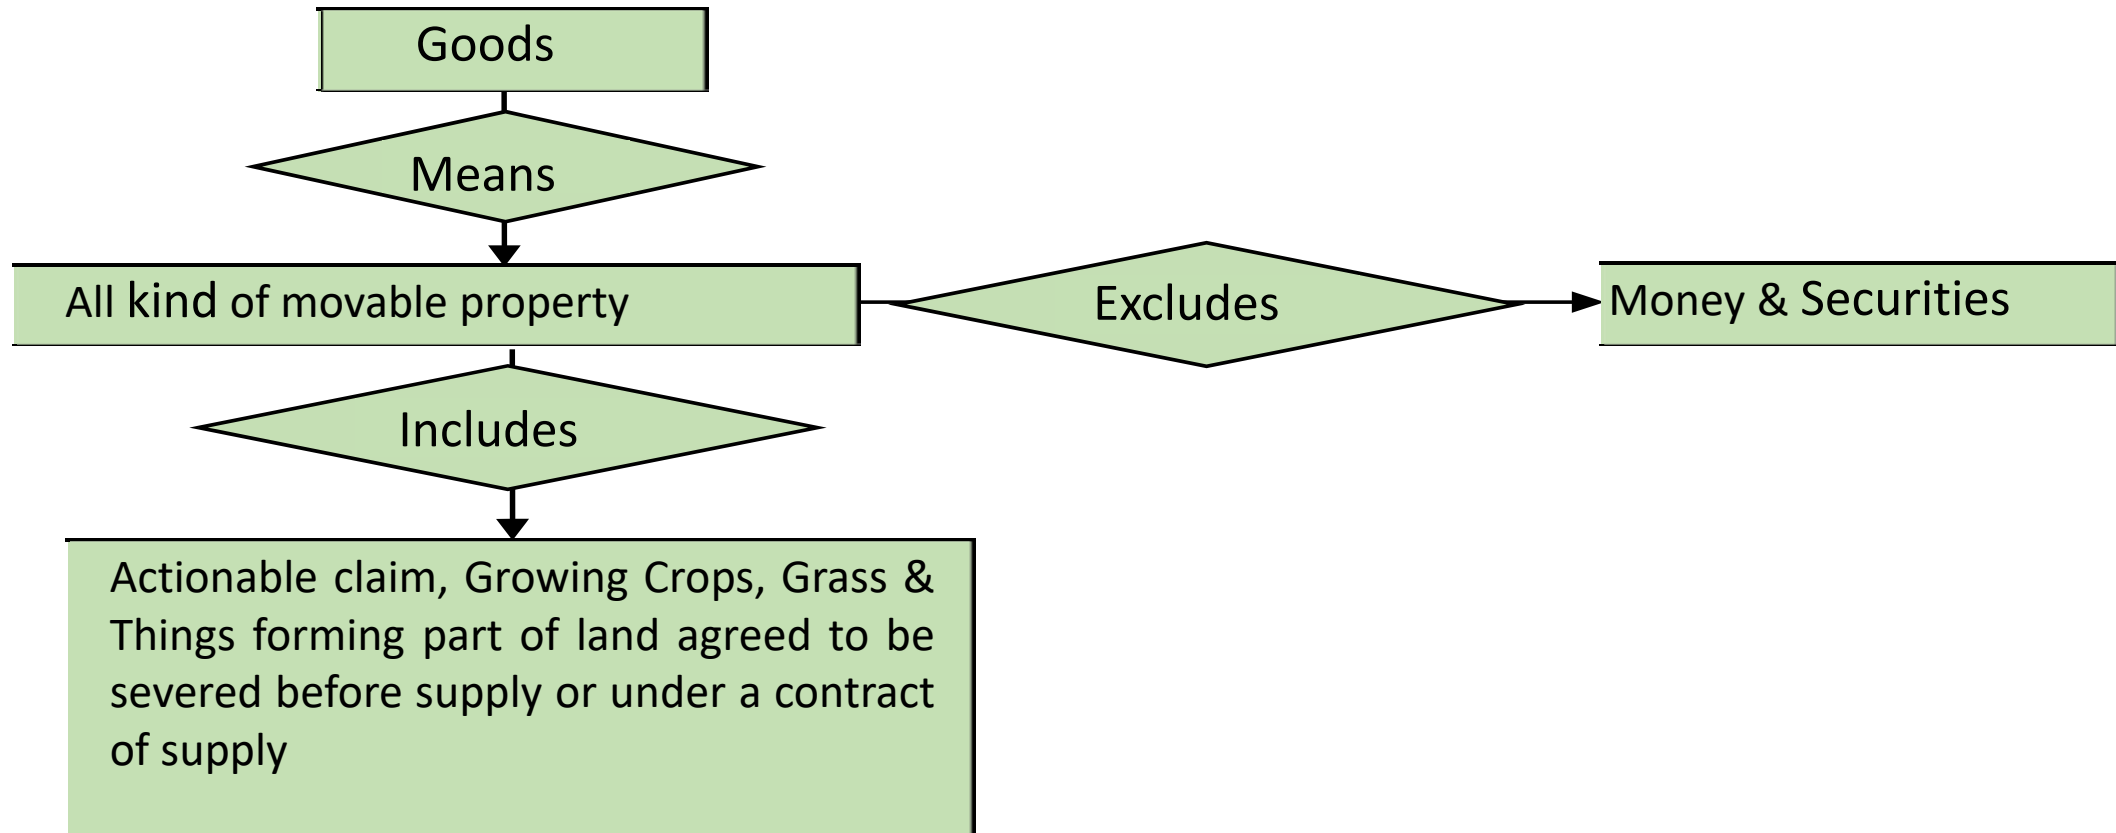 Goods
Means
All kind of movable property
Excludes
Money & Securities
Includes
Actionable claim, Growing Crops, Grass &
Things forming part of land agreed to be
severed before supply or under a contract
of supply